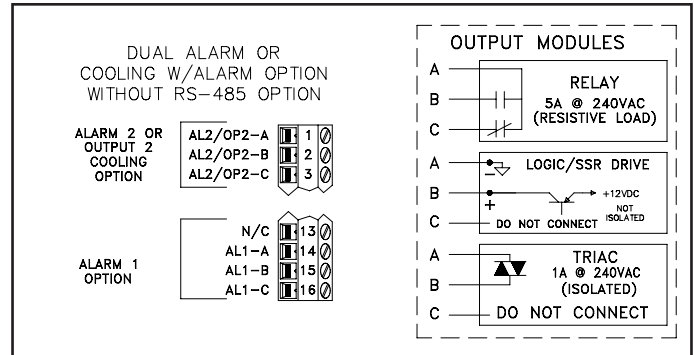 DUAL ALARM OR
COOLING W/ALARM OPTION
WITHOUT RS-485 OPTION
ALARM 2 OR
OUTPUT 2
COOLING
OPTION
AL2/OP2-A 1
AL2/OP2-B 2
AL2/OP2-C 3
ALARM 1
OPTION
N/C 13
AL1-A 14
AL1-B 15
AL1-C 16
OUTPUT MODULES
A
B
C
RELAY
5A @ 240VAC
(RESISTIVE LOAD)
A
B
C
LOGIC/SSR DRIVE
-
+
+12VDC
NOT
ISOLATED
DO NOT CONNECT
A
B
C
TRIAC
1A @ 240VAC
(ISOLATED)
DO NOT CONNECT